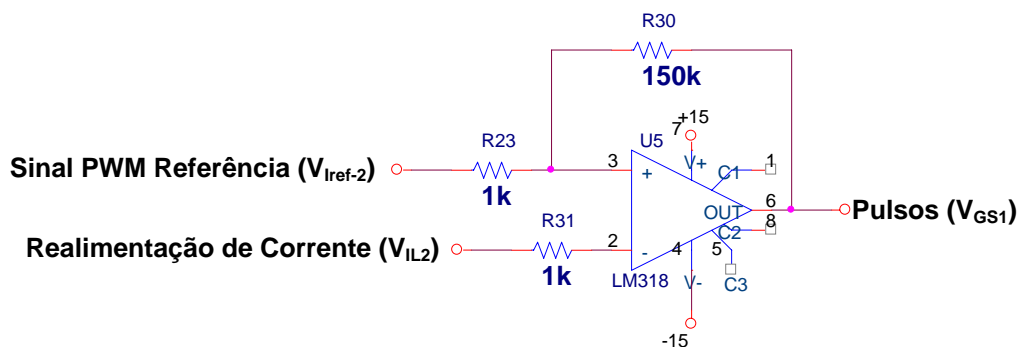 R30
150k
+15
7
R23
U5
Sinal PWM Referência (VIref-2)
3
+
V+
C1
1
1k
6
OUT
Pulsos (VGS1)
R31
8
C2
Realimentação de Corrente (VIL2)
2
-
4
5
1k
LM318
V-
C3
-15